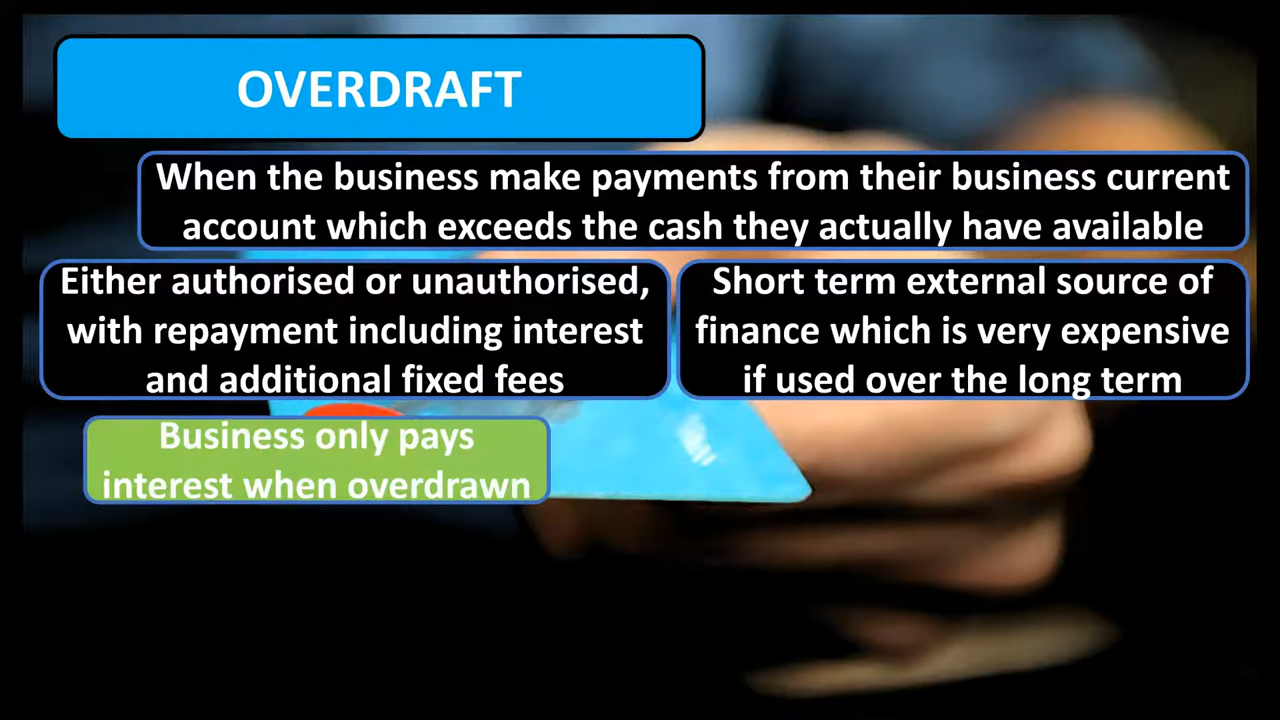 OVERDRAFT
When the business make payments from their business current
account which exceeds the cash they actually have available
Either authorised or unauthorised,
with repayment including interest
and additional fixed fees
Short term external source of
finance which is very expensive
if used over the long term
Business only pays
interest when overdrawn